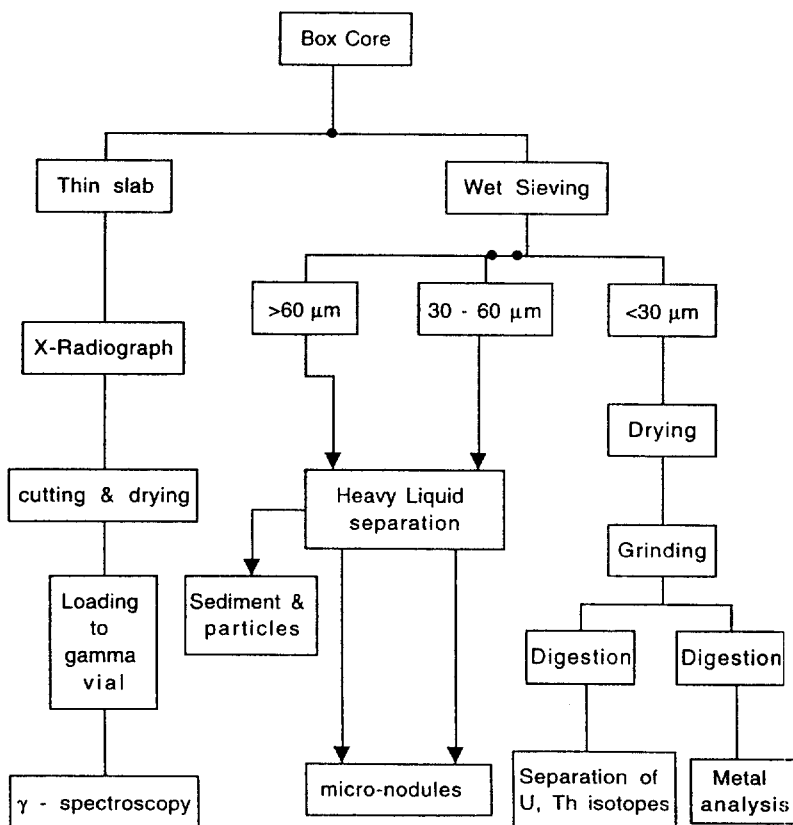 Box Core
Thin slab
Wet Sieving
>60 μm
30 - 60 μm
<30 μm
X-Radiograph
Drying
cutting & drying
Heavy Liquid
separation
Grinding
Loading
to
gamma
vial
Sediment &
particles
Digestion
Digestion
γ - spectroscopy
micro-nodules
Separation of
U, Th isotopes
Metal
analysis